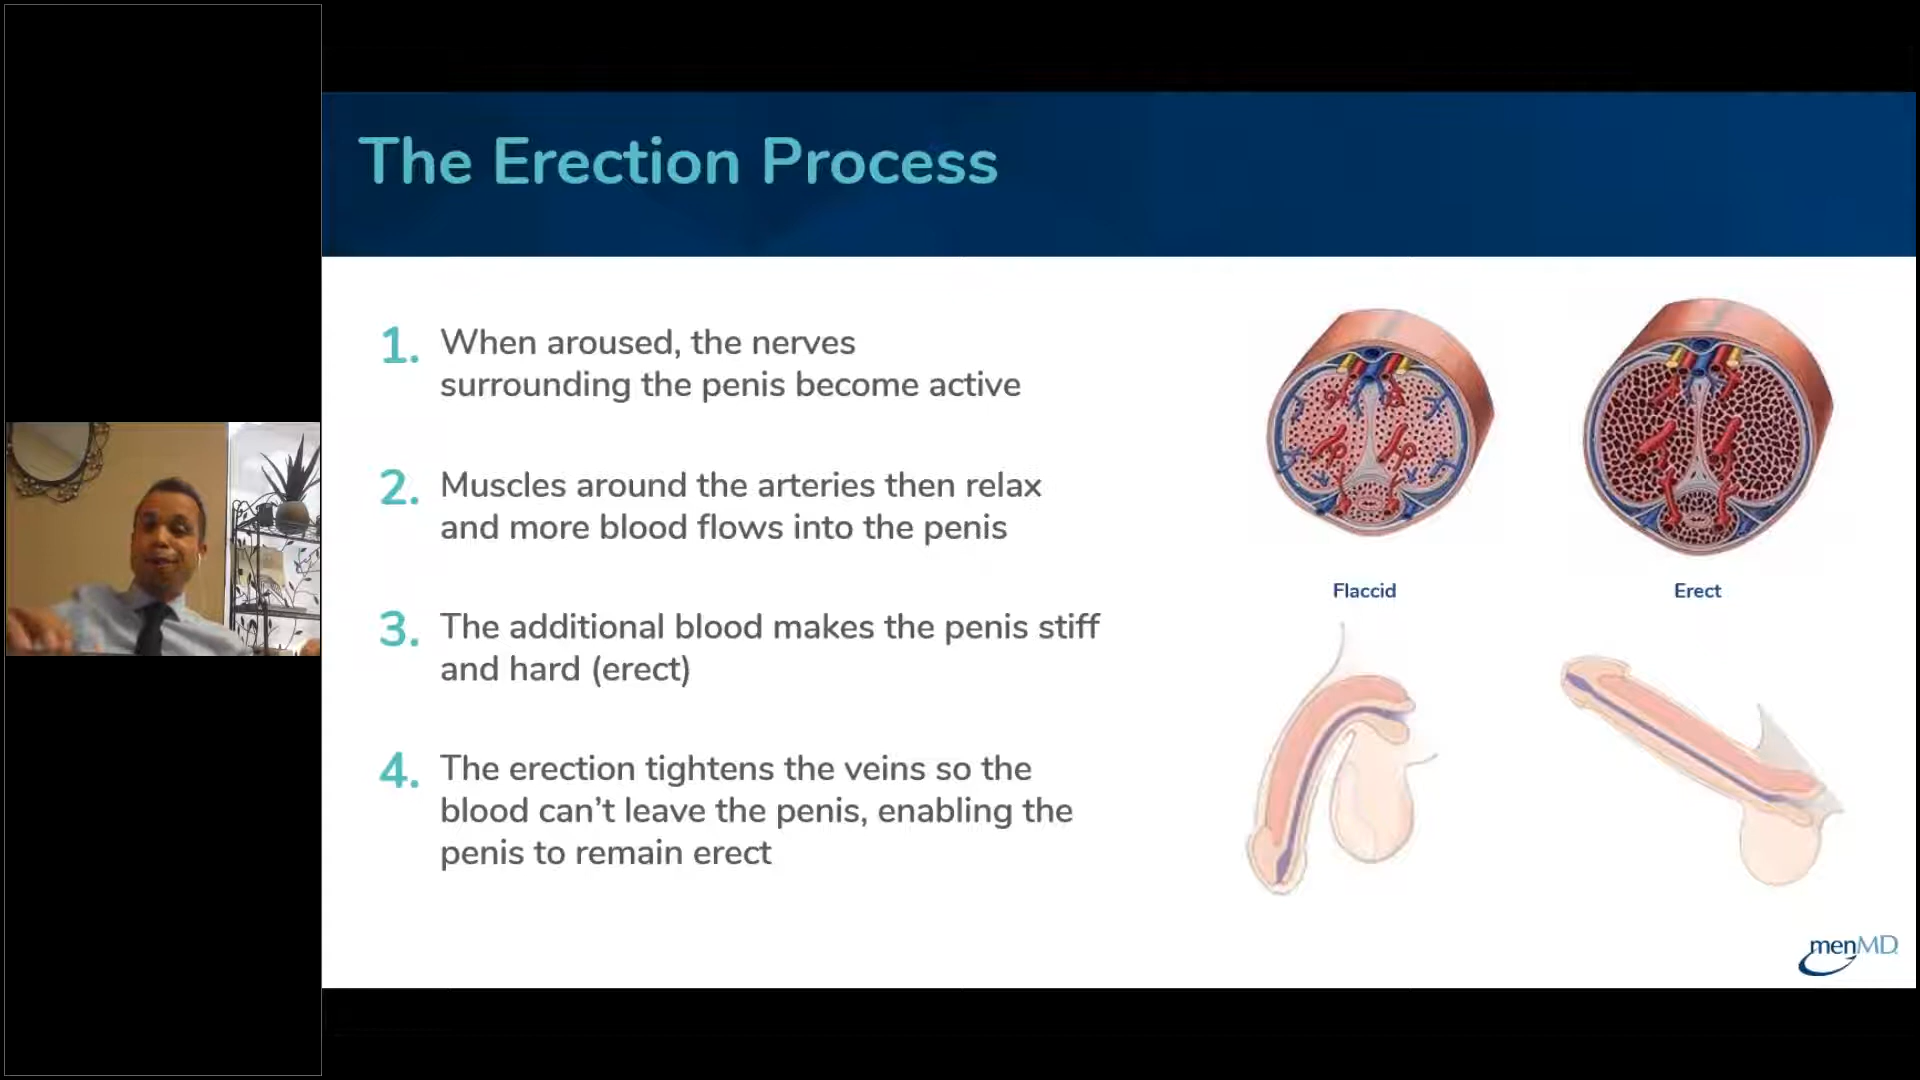 The Erection Process
1. When aroused, the nerves
surrounding the penis become active
2. Muscles around the arteries then relax
and more blood flows into the penis
3. The additional blood makes the penis stiff
and hard (erect)
4. The erection tightens the veins so the
blood can’t leave the penis, enabling the
penis to remain erect
Flaccid
Erect
menMD